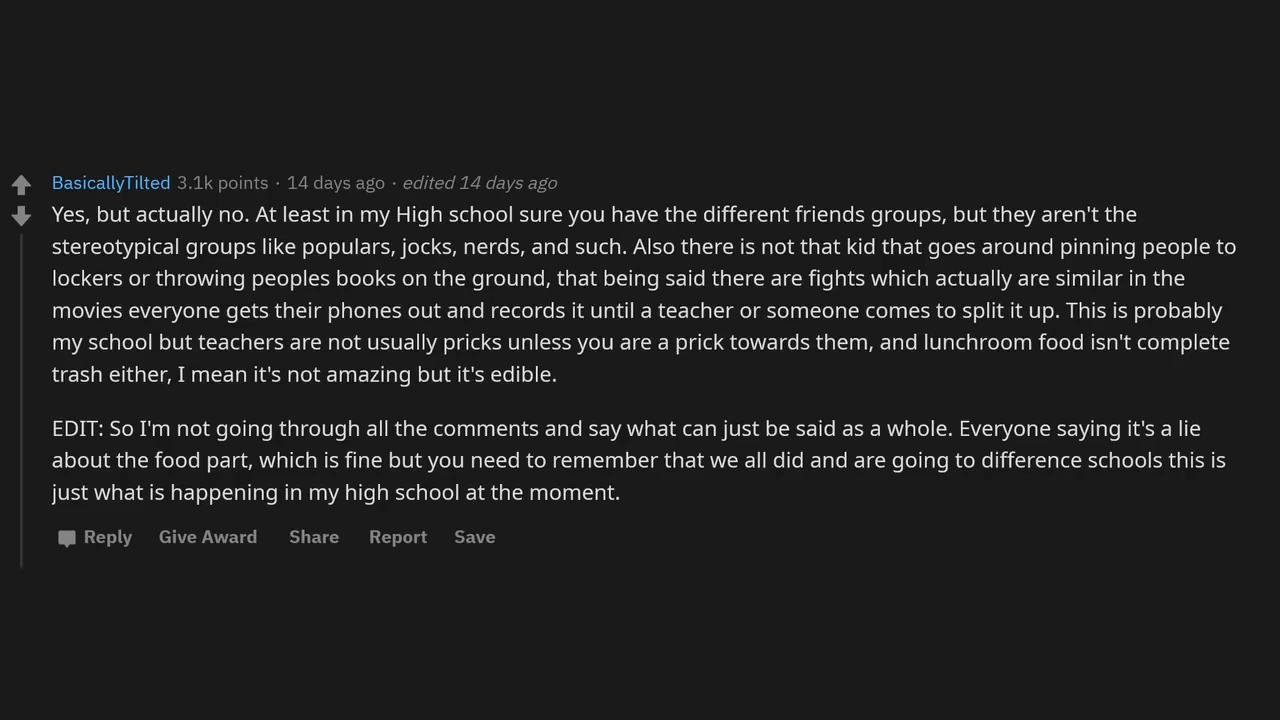 BasicallyTilted 3.1k points · 14 days ago · edited 14 days ago
Yes, but actually no. At least in my High school sure you have the different friends groups, but they aren't the
stereotypical groups like populars, jocks, nerds, and such. Also there is not that kid that goes around pinning people to
lockers or throwing peoples books on the ground, that being said there are fights which actually are similar in the
movies everyone gets their phones out and records it until a teacher or someone comes to split it up. This is probably
my school but teachers are not usually pricks unless you are a prick towards them, and lunchroom food isn't complete
trash either, I mean it's not amazing but it's edible.
EDIT: So I'm not going through all the comments and say what can just be said as a whole. Everyone saying it's a lie
about the food part, which is fine but you need to remember that we all did and are going to difference schools this is
just what is happening in my high school at the moment.
Reply Give Award Share Report Save